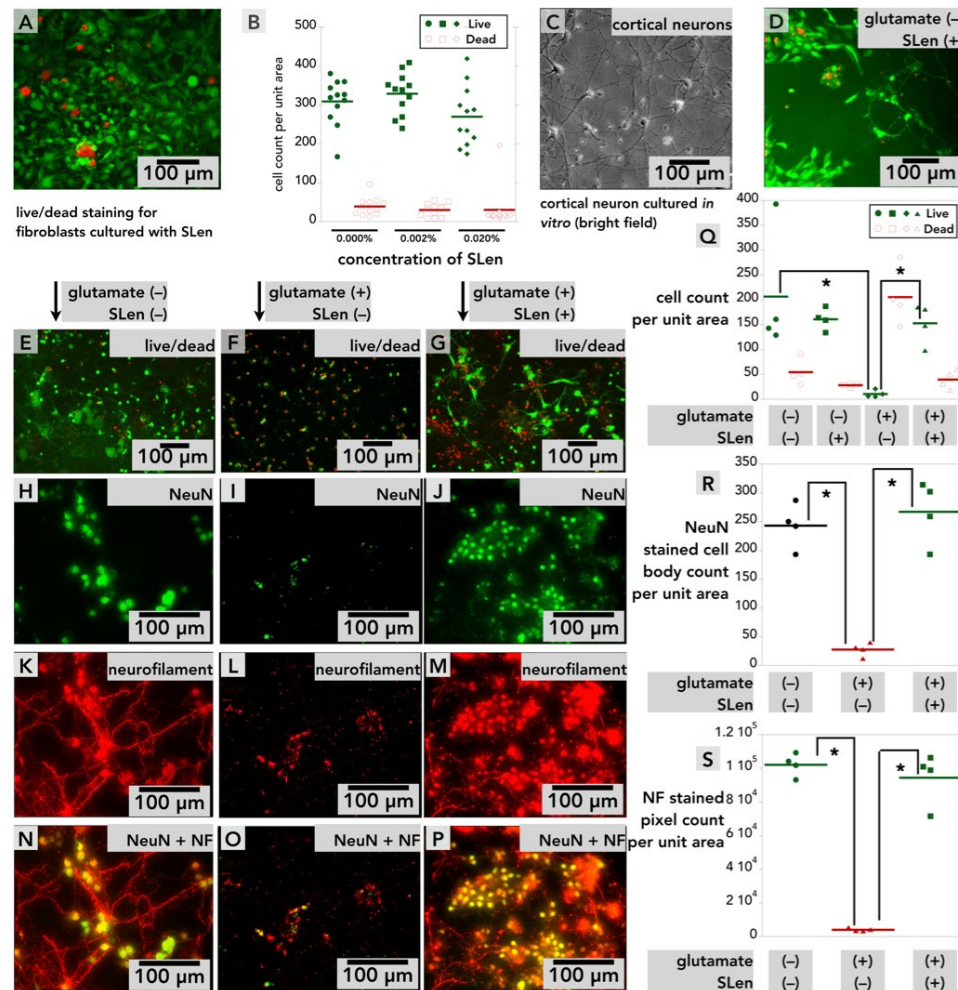 A
100 µm
live/dead staining for
fibroblasts cultured with SLen
B
Live
Dead
500
400
300
200
100
0
cell count per unit area
0.000%
0.002%
0.020%
concentration of SLen
C
cortical neurons
100 µm
cortical neuron cultured in
vitro (bright field)
D
glutamate (–)
SLen (+)
100 µm
glutamate (–)
SLen (–)
glutamate (+)
SLen (–)
glutamate (+)
SLen (+)
E
live/dead
100 µm
F
live/dead
100 µm
G
live/dead
100 µm
H
NeuN
100 µm
I
NeuN
100 µm
J
NeuN
100 µm
K
neurofilament
100 µm
L
neurofilament
100 µm
M
neurofilament
100 µm
N
NeuN + NF
100 µm
O
NeuN + NF
100 µm
P
NeuN + NF
100 µm
Q
Live
Dead
400
350
300
250
200
150
100
50
0
cell count
per unit area
*
*
glutamate (–) (–) (+) (+)
SLen (–) (+) (–) (+)
R
350
300
250
200
150
100
50
0
NeuN
stained cell
body count
per unit area
*
*
glutamate (–) (+) (+)
SLen (–) (–) (+)
S
1.2 10⁵
1 10⁵
8 10⁴
6 10⁴
4 10⁴
2 10⁴
0
NF stained
pixel count
per unit area
*
*
glutamate (–) (+) (+)
SLen (–) (–) (+)